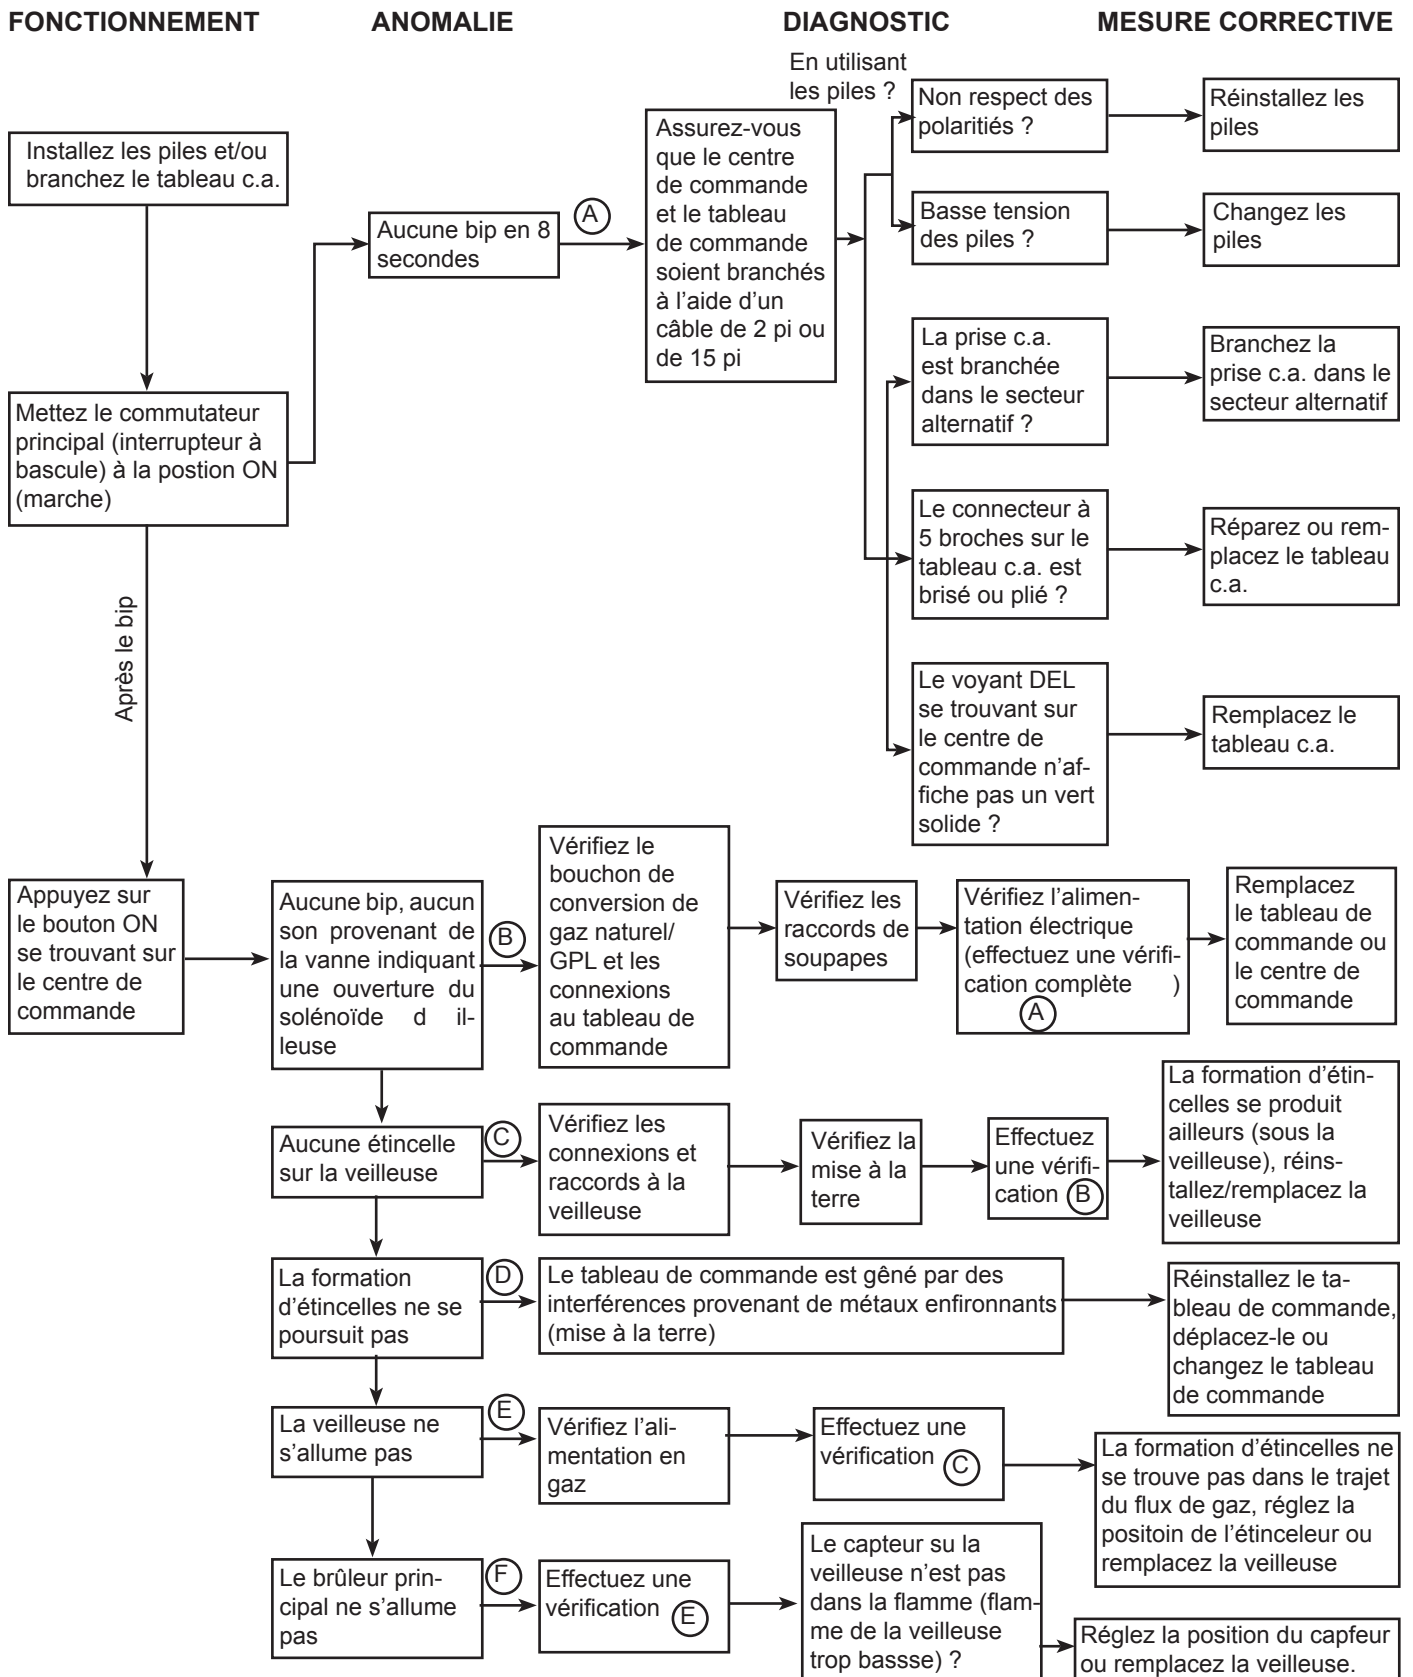 FONCTIONNEMENT
ANOMALIE
DIAGNOSTIC
MESURE CORRECTIVE
Installez les piles et/ou
branchez le tableau c.a.
Mettez le commutateur
principal (interrupteur à
bascule) à la postion ON
(marche)
Après le bip
Aucune bip en 8
secondes
A
Assurez-vous
que le centre
de commande
et le tableau
de commande
soient branchés
à l'aide d'un
câble de 2 pi ou
de 15 pi
En utilisant
les piles ?
Non respect des
polaritiés ?
Réinstallez les
piles
Basse tension
des piles ?
Changez les
piles
La prise c.a.
est branchée
dans le secteur
alternatif ?
Branchez la
prise c.a. dans le
secteur alternatif
Le connecteur à
5 broches sur le
tableau c.a. est
brisé ou plié ?
Réparez ou rem-
placez le tableau
c.a.
Le voyant DEL
se trouvant sur
le centre de
commande n'af-
fiche pas un vert
solide ?
Remplacez le
tableau c.a.
Appuyez sur
le bouton ON
se trouvant sur
le centre de
commande
Aucune bip, aucun
son provenant de
la vanne indiquant
une ouverture du
solénoïde d il-
leuse
B
Vérifiez le
bouchon de
conversion de
gaz naturel/
GPL et les
connexions
au tableau de
commande
Vérifiez les
raccords de
soupapes
Vérifiez l'alimen-
tation électrique
(effectuez une vérifi-
cation complète )
A
Remplacez
le tableau de
commande ou
le centre de
commande
Aucune étincelle
sur la veilleuse
C
Vérifiez les
connexions et
raccords à la
veilleuse
Vérifiez la
mise à la
terre
Effectuez
une vérifi-
cation B
La formation d'étin-
celles se produit
ailleurs (sous la
veilleuse), réins-
tallez/remplacez la
veilleuse
La formation
d'étincelles ne se
poursuit pas
D
Le tableau de commande est gêné par des
interférences provenant de métaux enfironnants
(mise à la terre)
Réinstallez le ta-
bleau de commande,
déplacez-le ou
changez le tableau
de commande
La veilleuse ne
s'allume pas
E
Vérifiez l'ali-
mentation en
gaz
Effectuez une
vérification C
La formation d'étincelles ne
se trouve pas dans le trajet
du flux de gaz, réglez la
positoin de l'étinceleur ou
remplacez la veilleuse
Le brûleur prin-
cipal ne s'allume
pas
F
Effectuez une
vérification E
Le capteur su la
veilleuse n'est pas
dans la flamme (flam-
me de la veilleuse
trop bassse) ?
Réglez la position du capfeur
ou remplacez la veilleuse.